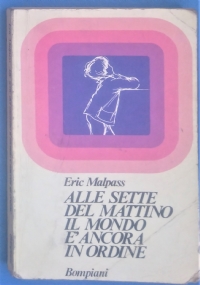 Eric Malpass
ALLE SETTE
DEL MATTINO
IL MONDO
E' ANCORA
IN ORDINE
Bompiani